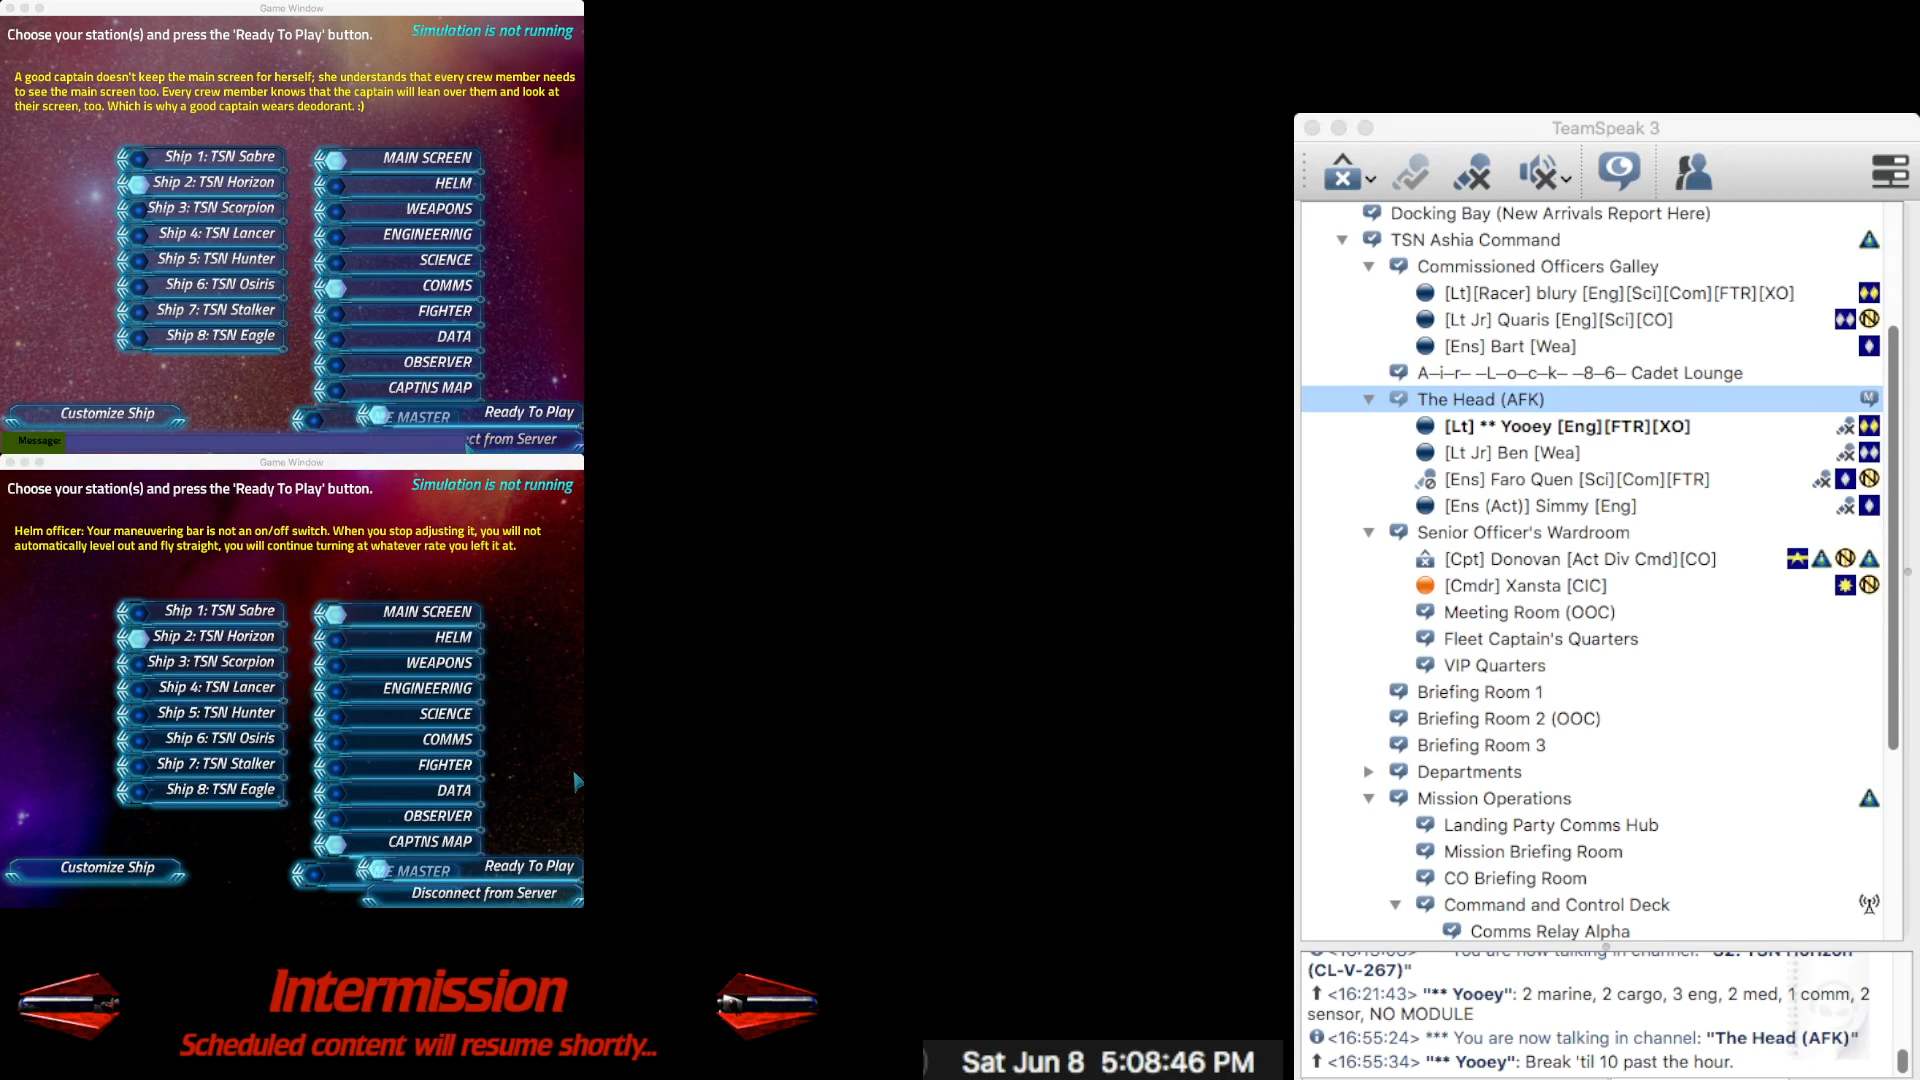 Game Window
Choose your station(s) and press the 'Ready To Play' button.
Simulation is not running
A good captain doesn't keep the main screen for herself; she understands that every crew member needs
to see the main screen too. Every crew member knows that the captain will lean over them and look at
their screen, too. Which is why a good captain wears deodorant. :)
Ship 1: TSN Sabre
Ship 2: TSN Horizon
Ship 3: TSN Scorpion
Ship 4: TSN Lancer
Ship 5: TSN Hunter
Ship 6: TSN Osiris
Ship 7: TSN Stalker
Ship 8: TSN Eagle
MAIN SCREEN
HELM
WEAPONS
ENGINEERING
SCIENCE
COMMS
FIGHTER
DATA
OBSERVER
CAPTNS MAP
Customize Ship
E MASTER
Ready To Play
Message:
ct from Server
Game Window
Choose your station(s) and press the 'Ready To Play' button.
Simulation is not running
Helm officer: Your maneuvering bar is not an on/off switch. When you stop adjusting it, you will not
automatically level out and fly straight, you will continue turning at whatever rate you left it at.
Ship 1: TSN Sabre
Ship 2: TSN Horizon
Ship 3: TSN Scorpion
Ship 4: TSN Lancer
Ship 5: TSN Hunter
Ship 6: TSN Osiris
Ship 7: TSN Stalker
Ship 8: TSN Eagle
MAIN SCREEN
HELM
WEAPONS
ENGINEERING
SCIENCE
COMMS
FIGHTER
DATA
OBSERVER
CAPTNS MAP
Customize Ship
E MASTER
Ready To Play
Disconnect from Server
Intermission
Scheduled content will resume shortly...
Sat Jun 8 5:08:46 PM
TeamSpeak 3
Docking Bay (New Arrivals Report Here)
TSN Ashia Command
Commissioned Officers Galley
[Lt][Racer] blury [Eng][Sci][Com][FTR][XO]
[Lt Jr] Quaris [Eng][Sci][CO]
[Ens] Bart [Wea]
A—i—r— —L—o—c—k— —8—6— Cadet Lounge
The Head (AFK)
[Lt] ** Yooey [Eng][FTR][XO]
[Lt Jr] Ben [Wea]
[Ens] Faro Quen [Sci][Com][FTR]
[Ens (Act)] Simmy [Eng]
Senior Officer's Wardroom
[Cpt] Donovan [Act Div Cmd][CO]
[Cmdr] Xansta [CIC]
Meeting Room (OOC)
Fleet Captain's Quarters
VIP Quarters
Briefing Room 1
Briefing Room 2 (OOC)
Briefing Room 3
Departments
Mission Operations
Landing Party Comms Hub
Mission Briefing Room
CO Briefing Room
Command and Control Deck
Comms Relay Alpha
You are now talking in channel:
(CL-V-267)"
<16:21:43> "** Yooey": 2 marine, 2 cargo, 3 eng, 2 med, 1 comm, 2
sensor, NO MODULE
<16:55:24> *** You are now talking in channel: "The Head (AFK)"
<16:55:34> "** Yooey": Break 'til 10 past the hour.